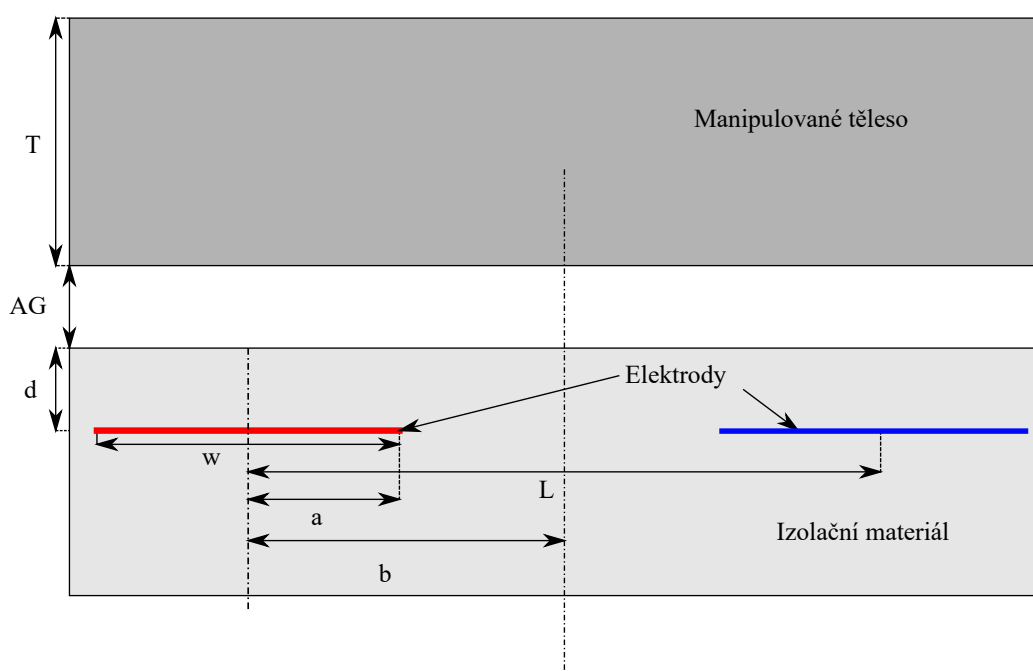 Manipulované těleso
T
AG
d
Elektrody
w
L
a
Izolační materiál
b